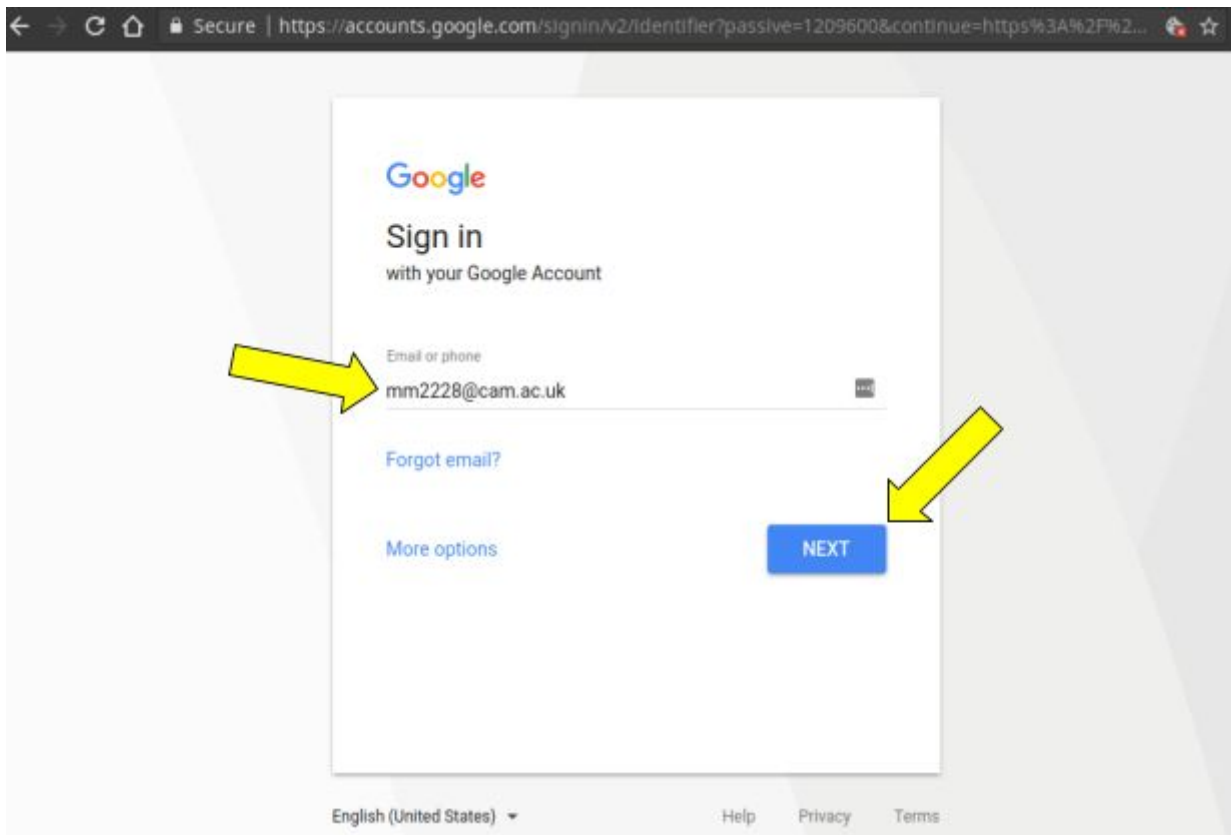 Secure | https://accounts.google.com/signin/v2/identifier?passive=1209600&continue=https%3A%2F%2...
Google
Sign in
with your Google Account
Email or phone
mm2228@cam.ac.uk
Forgot email?
More options
NEXT
English (United States)
Help Privacy Terms